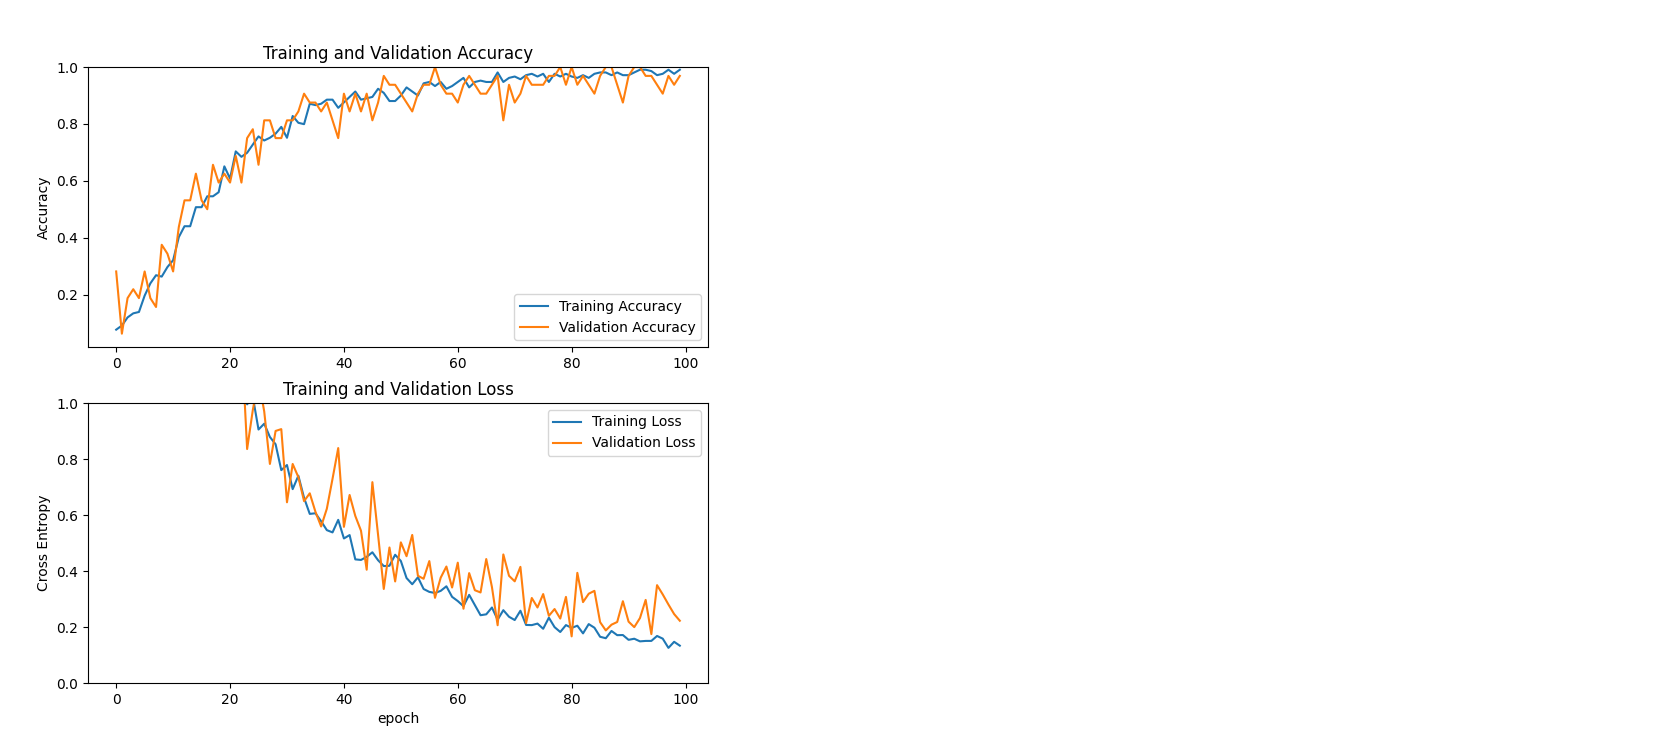 Training and Validation Accuracy
1.0
0.8
0.6
0.4
0.2
Accuracy
Training Accuracy
Validation Accuracy
0 20 40 60 80 100
Training and Validation Loss
1.0
0.8
0.6
0.4
0.2
0.0
Cross Entropy
Training Loss
Validation Loss
0 20 40 60 80 100
epoch